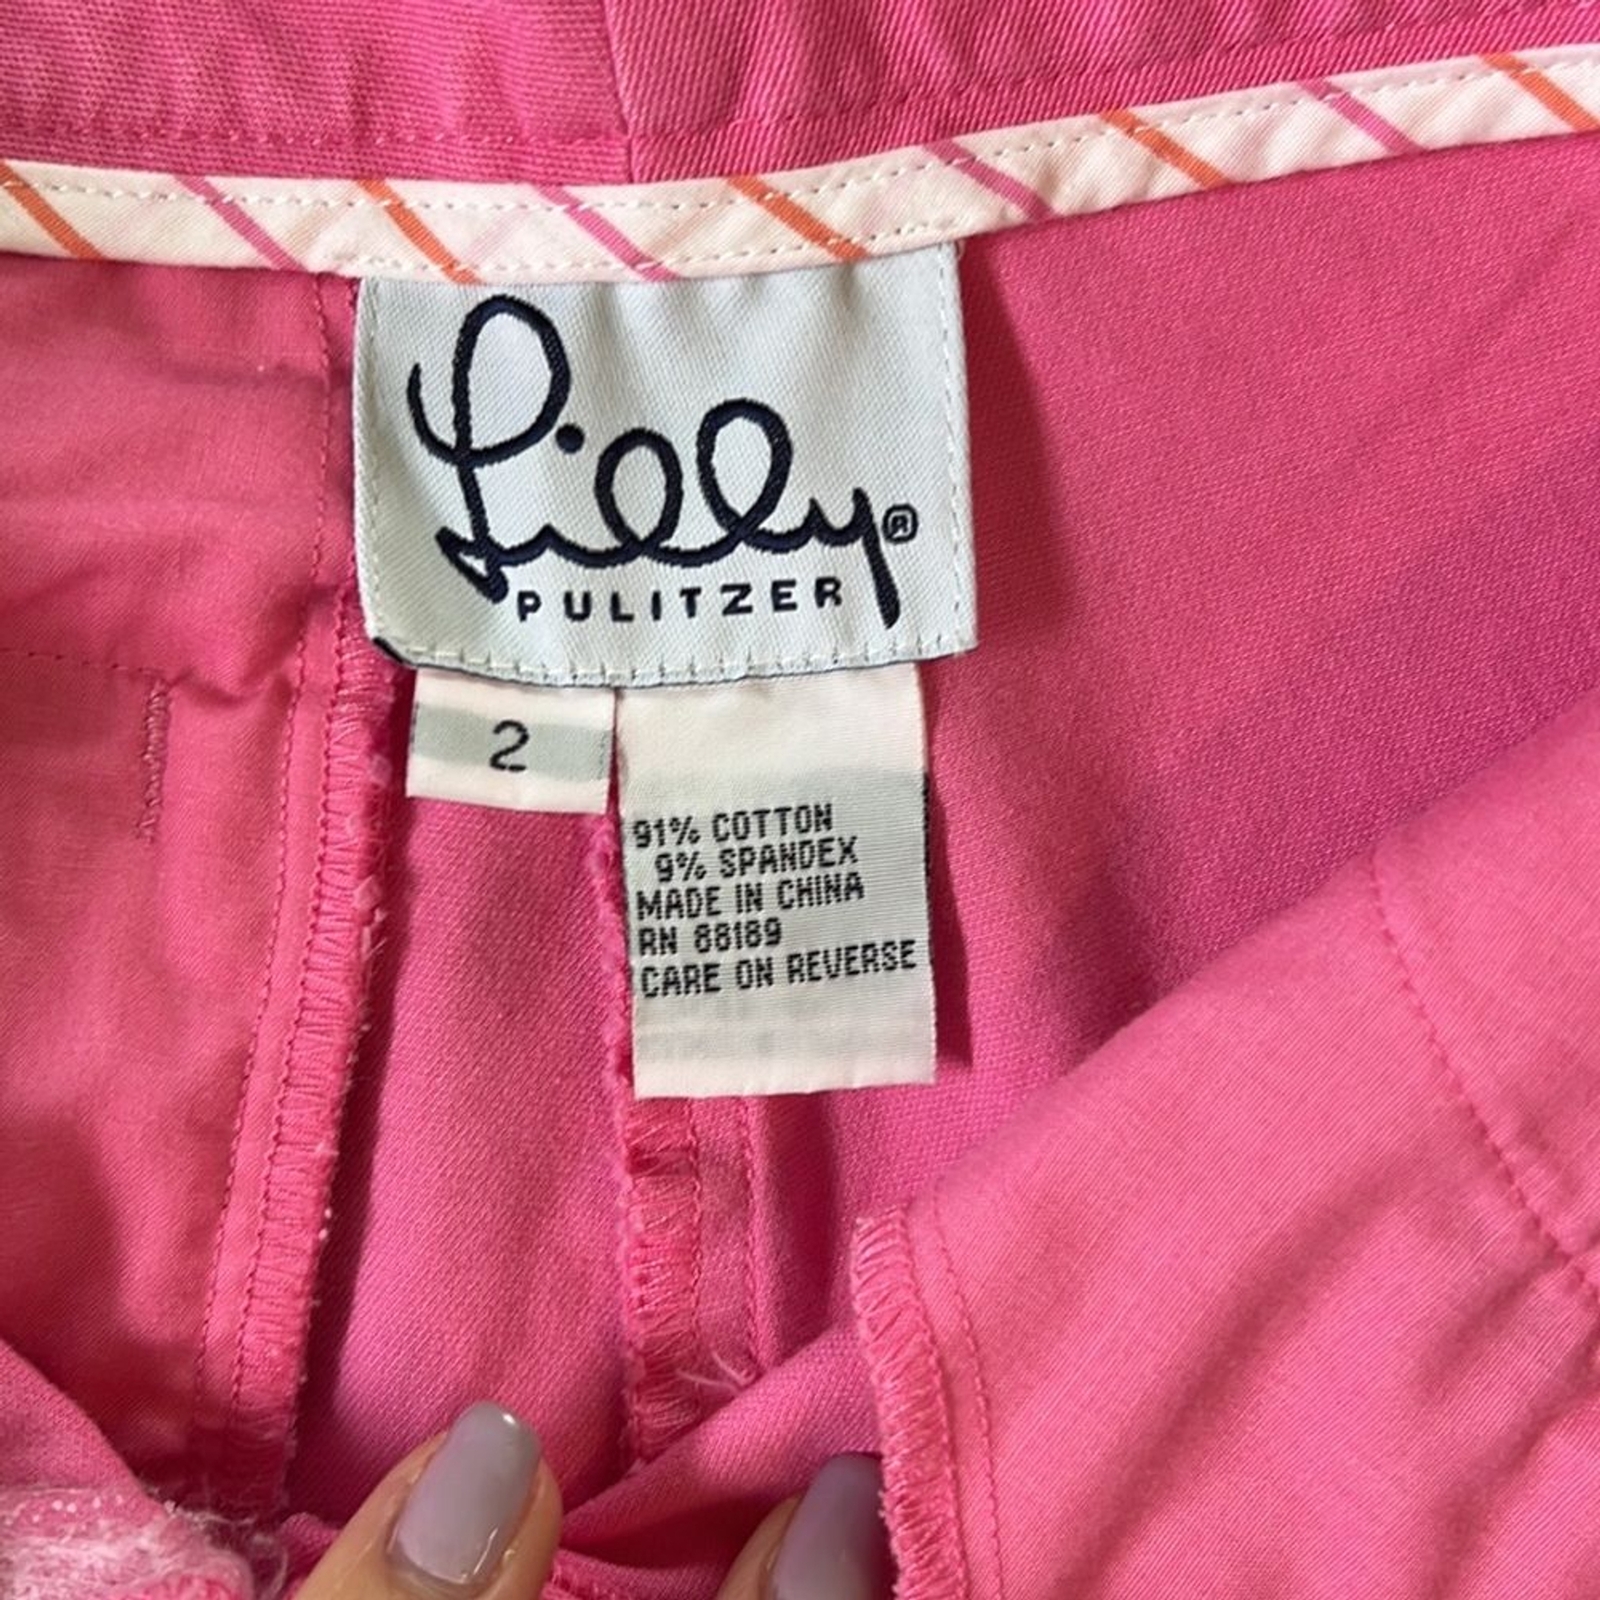 Lilly®
PULITZER
2
91% COTTON
9% SPANDEX
MADE IN CHINA
RN 88189
CARE ON REVERSE